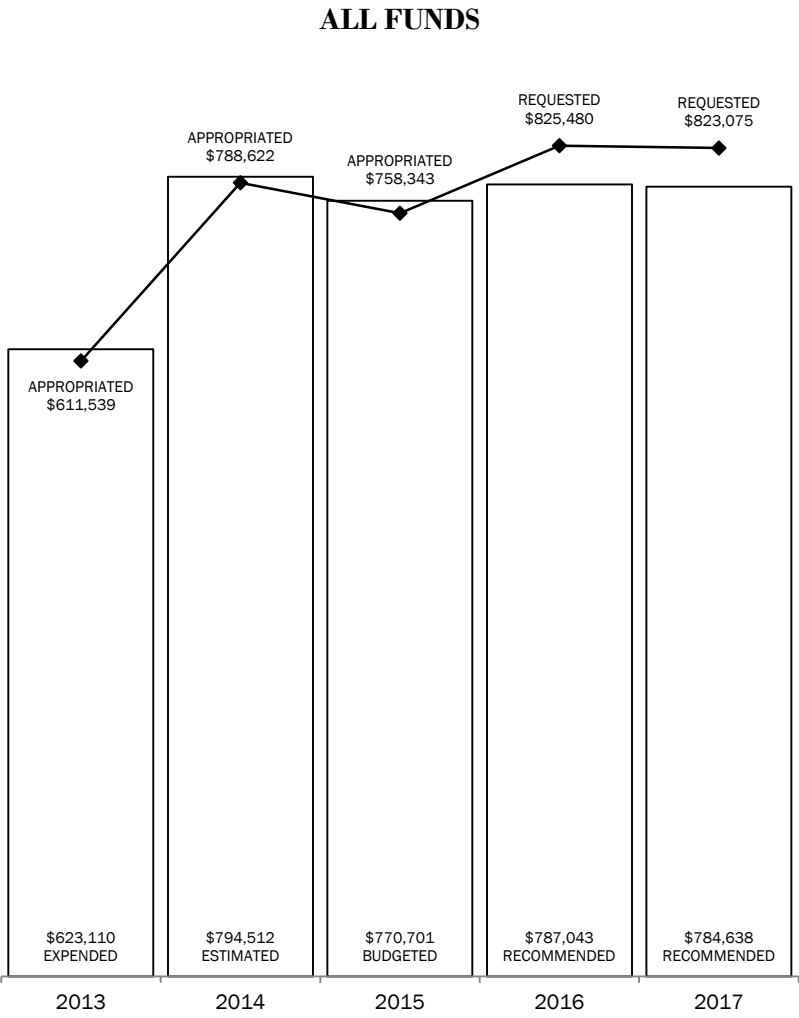 ALL FUNDS
REQUESTED
$825,480
REQUESTED
$823,075
APPROPRIATED
$788,622
APPROPRIATED
$758,343
APPROPRIATED
$611,539
$623,110
EXPENDED
$794,512
ESTIMATED
$770,701
BUDGETED
$787,043
RECOMMENDED
$784,638
RECOMMENDED
2013
2014
2015
2016
2017